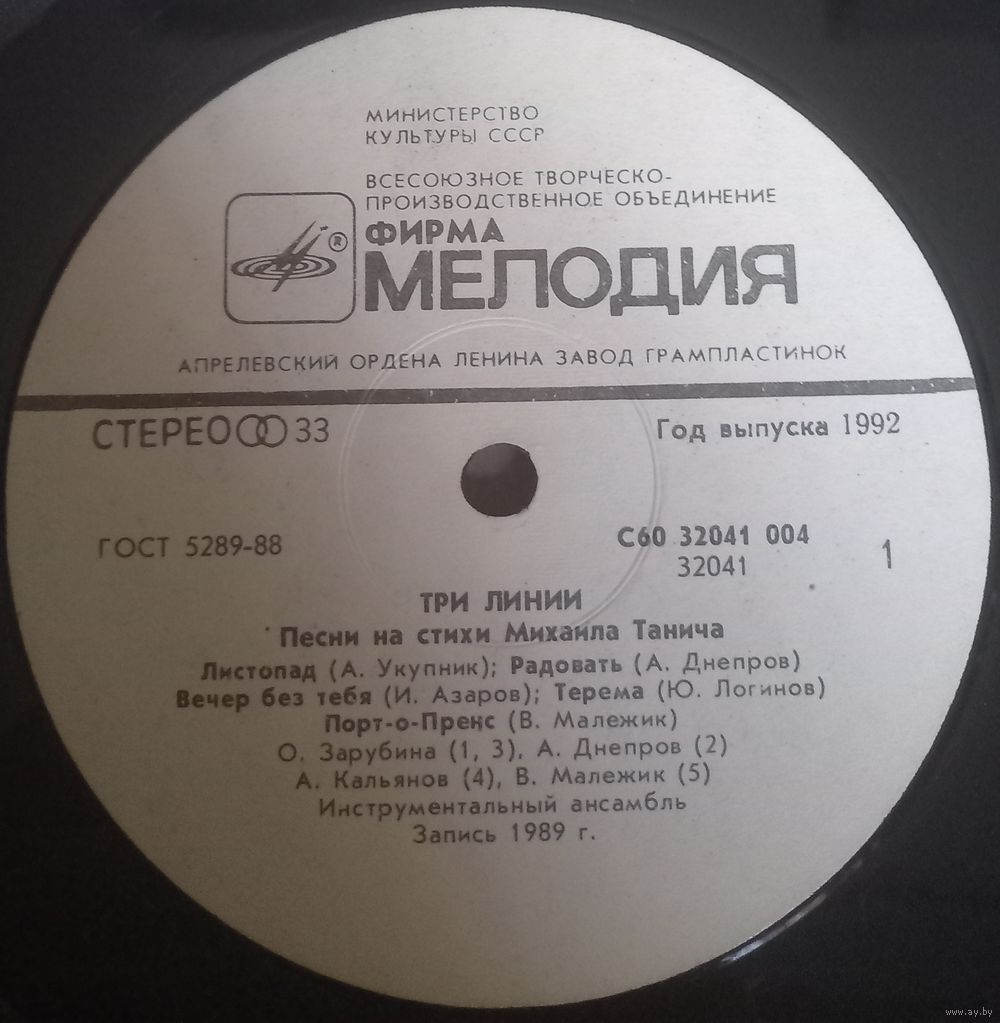 МИНИСТЕРСТВО
КУЛЬТУРЫ СССР
ВСЕСОЮЗНОЕ ТВОРЧЕСКО-
ПРОИЗВОДСТВЕННОЕ ОБЪЕДИНЕНИЕ
ФИРМА
®
МЕЛОДИЯ
АПРЕЛЕВСКИЙ ОРДЕНА ЛЕНИНА ЗАВОД ГРАМПЛАСТИНОК
СТЕРЕО 33
Год выпуска 1992
ГОСТ 5289-88
С60 32041 004
32041
1
ТРИ ЛИНИИ
Песни на стихи Михаила Танича
Листопад (А. Укупник); Радовать (А. Днепров)
Вечер без тебя (И. Азаров); Терема (Ю. Логинов)
Порт-о-Пренс (В. Малежик)
О. Зарубина (1, 3), А. Днепров (2)
А. Кальянов (4), В. Малежик (5)
Инструментальный ансамбль
Запись 1989 г.
www.ay.by